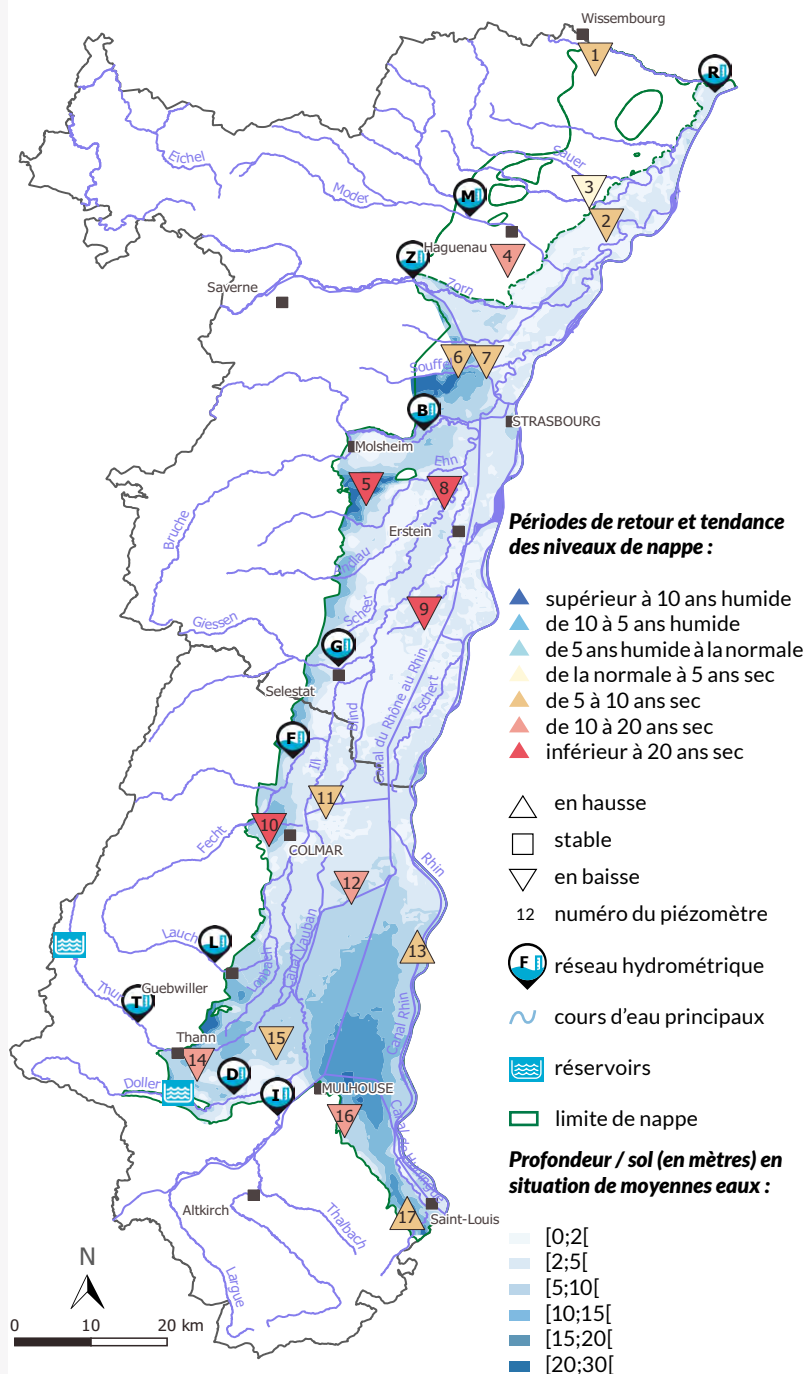 Wissembourg
1
R
Eichel
Sauer
Moder
M
3
2
Haguenau
4
Z
Zorn
Saverne
6
7
Souffel
B
STRASBOURG
Molsheim
Ehn
5
8
Bruche
Erstein
Andlau
Scheer
9
Giessen
G
Selestat
Blind
Canal du Rhône au Rhin
Ischert
F
Ill
11
10
Fecht
COLMAR
Rhin
12
13
Lauch
L
Canal Vauban
Thur
Guebwiller
T
Canal Rhin
Thann
15
14
Doller
D
I
MULHOUSE
16
Canal de Huningue
Altkirch
17
Saint-Louis
Thalbach
Largue
N
0 10 20 km
Périodes de retour et tendance
des niveaux de nappe :
supérieur à 10 ans humide
de 10 à 5 ans humide
de 5 ans humide à la normale
de la normale à 5 ans sec
de 5 à 10 ans sec
de 10 à 20 ans sec
inférieur à 20 ans sec
en hausse
stable
en baisse
12 numéro du piézomètre
F réseau hydrométrique
cours d'eau principaux
réservoirs
limite de nappe
Profondeur / sol (en mètres) en
situation de moyennes eaux :
[0;2[
[2;5[
[5;10[
[10;15[
[15;20[
[20;30[